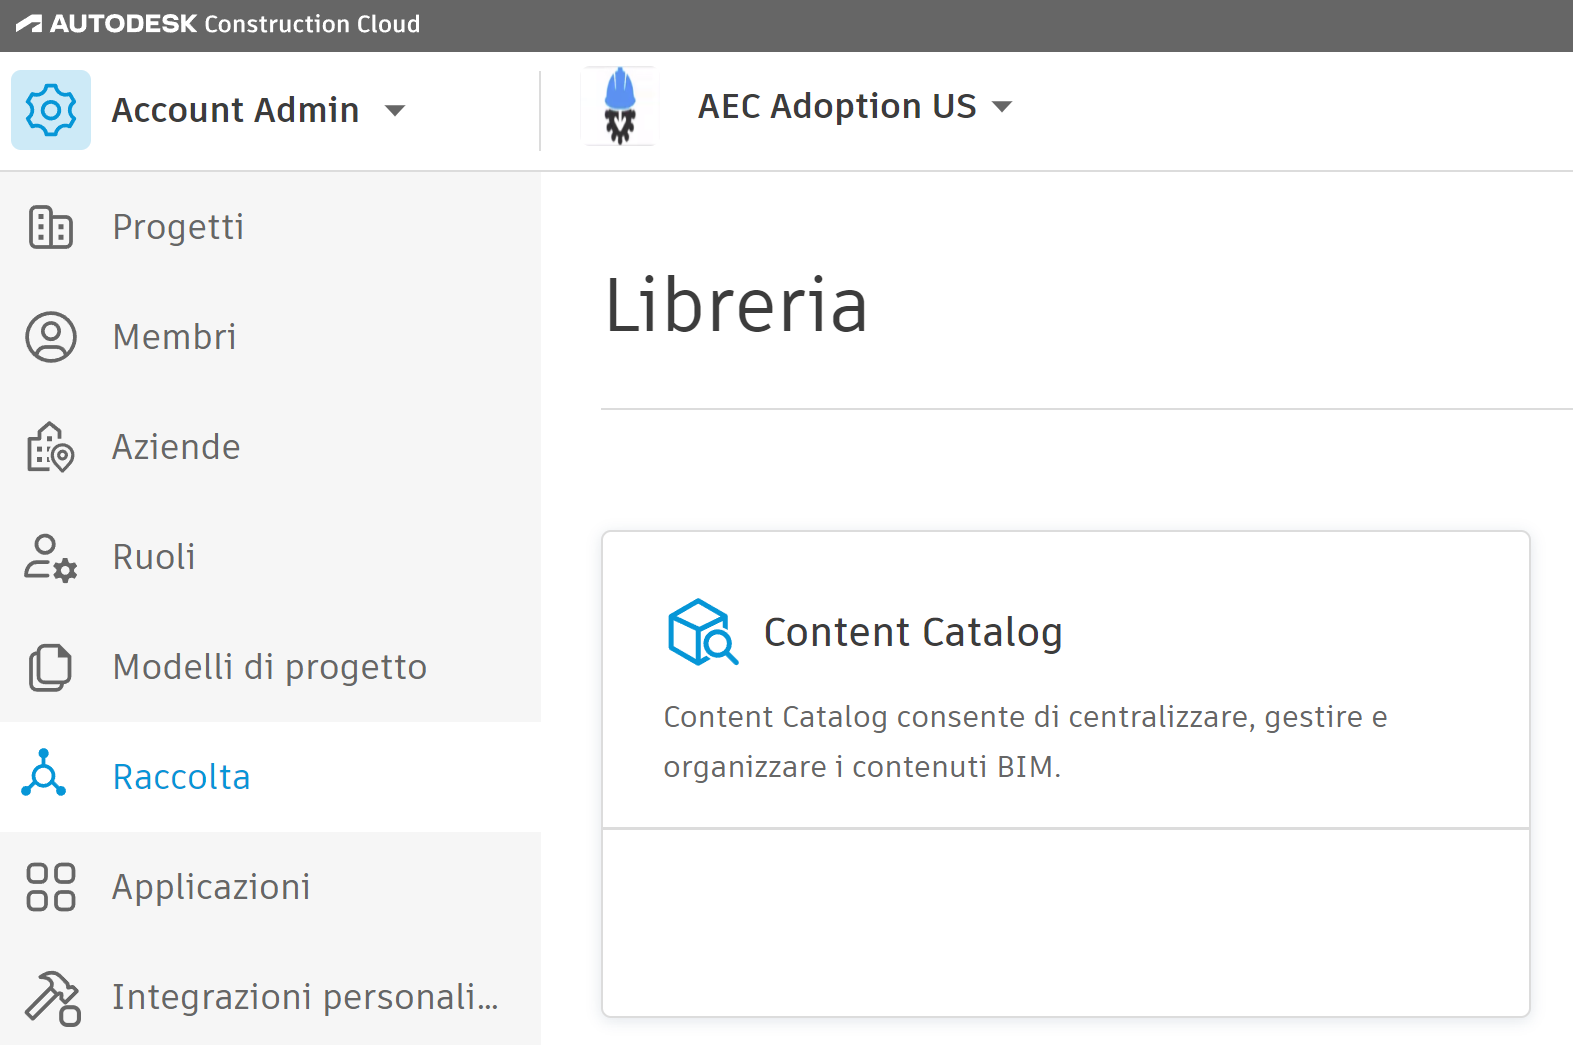 AUTODESK Construction Cloud
Account Admin
AEC Adoption US
Progetti
Membri
Aziende
Ruoli
Modelli di progetto
Raccolta
Applicazioni
Integrazioni personali...
Libreria
Content Catalog
Content Catalog consente di centralizzare, gestire e
organizzare i contenuti BIM.